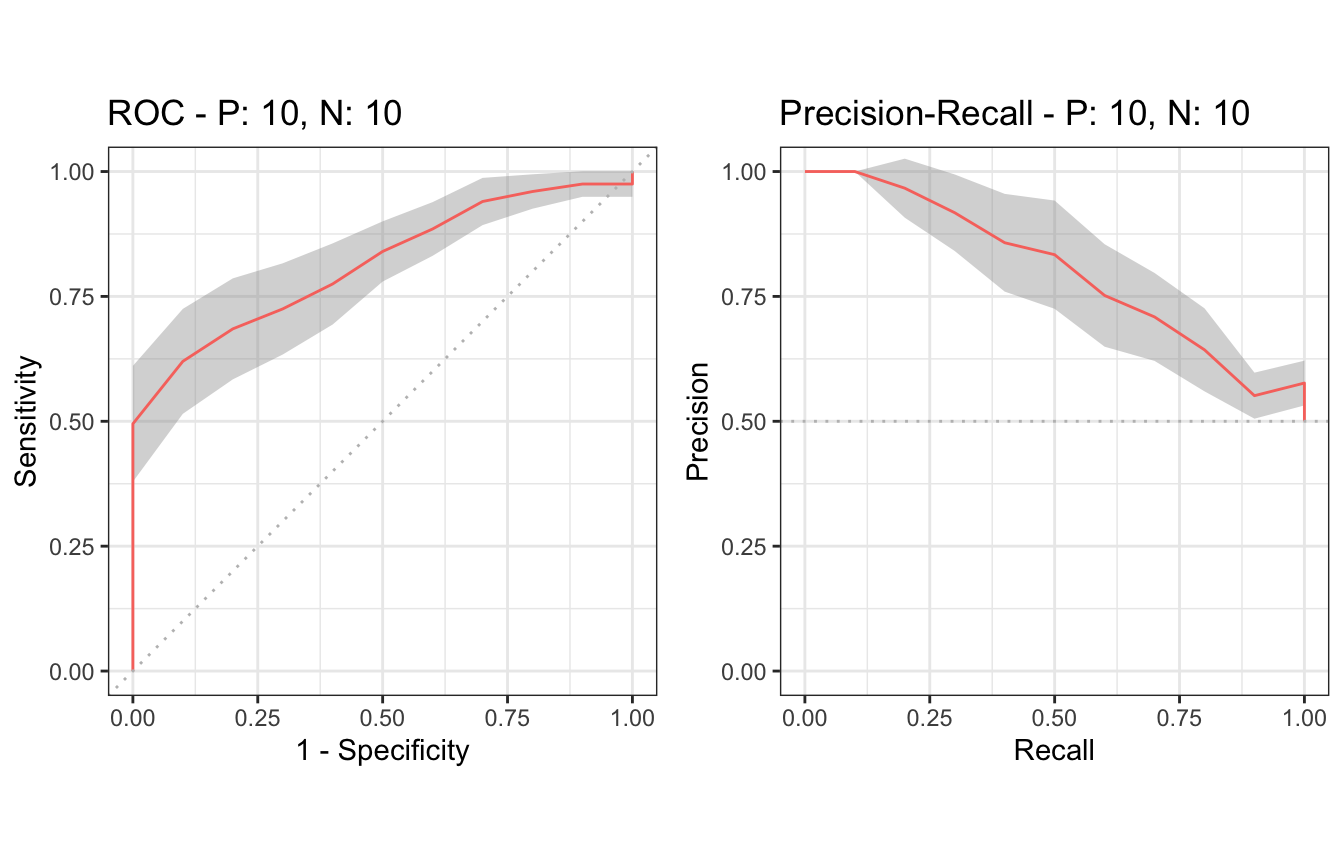 ROC - P: 10, N: 10
1.00
0.75
0.50
0.25
0.00
Sensitivity
0.00 0.25 0.50 0.75 1.00
1 - Specificity
Precision-Recall - P: 10, N: 10
1.00
0.75
0.50
0.25
0.00
Precision
0.00 0.25 0.50 0.75 1.00
Recall